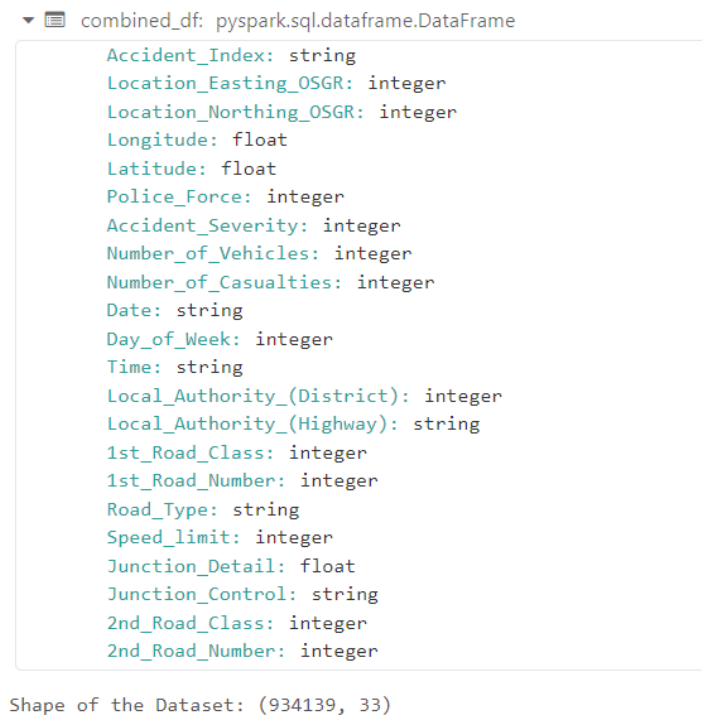 combined_df: pyspark.sql.dataframe.DataFrame
Accident_Index: string
Location_Easting_OSGR: integer
Location_Northing_OSGR: integer
Longitude: float
Latitude: float
Police_Force: integer
Accident_Severity: integer
Number_of_Vehicles: integer
Number_of_Casualties: integer
Date: string
Day_of_Week: integer
Time: string
Local_Authority_(District): integer
Local_Authority_(Highway): string
1st_Road_Class: integer
1st_Road_Number: integer
Road_Type: string
Speed_limit: integer
Junction_Detail: float
Junction_Control: string
2nd_Road_Class: integer
2nd_Road_Number: integer
Shape of the Dataset: (934139, 33)